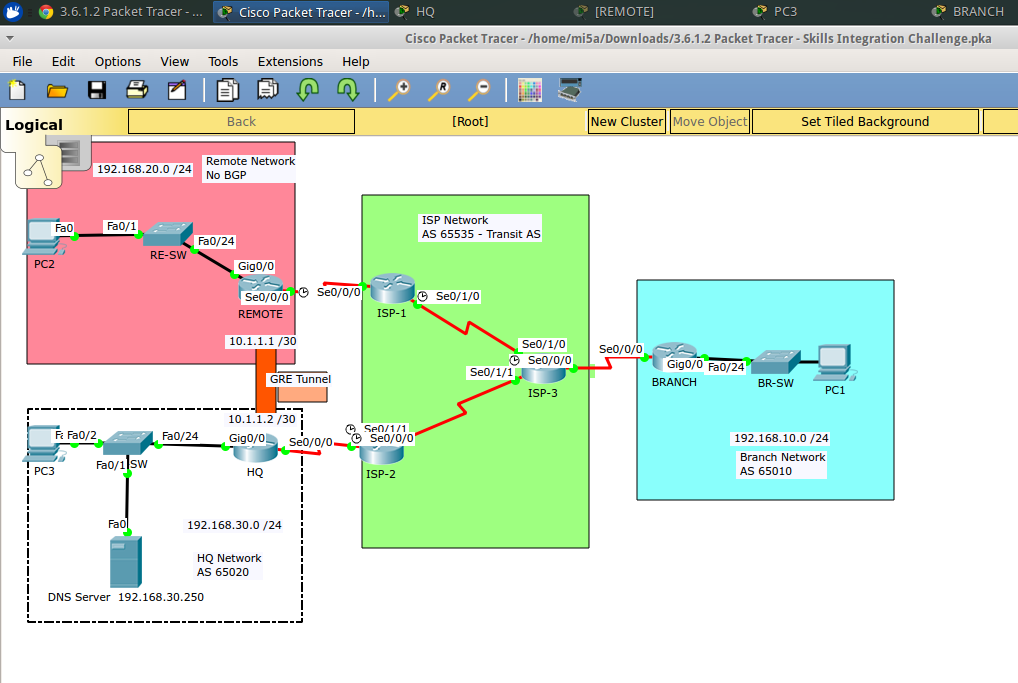 3.6.1.2 Packet Tracer - ...
Cisco Packet Tracer - /h...
HQ
[REMOTE]
PC3
BRANCH
Cisco Packet Tracer - /home/mi5a/Downloads/3.6.1.2 Packet Tracer - Skills Integration Challenge.pka
File Edit Options View Tools Extensions Help
R
Logical
Back
[Root]
New Cluster
Move Object
Set Tiled Background
192.168.20.0 /24
Remote Network
No BGP
Fa0
Fa0/1
PC2
RE-SW
Fa0/24
Gig0/0
Se0/0/0
REMOTE
10.1.1.1 /30
GRE Tunnel
10.1.1.2 /30
ISP Network
AS 65535 - Transit AS
Se0/0/0
ISP-1
Se0/1/0
Se0/1/0
Se0/0/0
Se0/1/1
ISP-3
Se0/1/1
Se0/0/0
ISP-2
Se0/0/0
Gig0/0
Fa0/24
BRANCH
BR-SW
PC1
192.168.10.0 /24
Branch Network
AS 65010
Fa0/2
Fa0/24
Gig0/0
Se0/0/0
PC3
Fa0/1
SW
HQ
Fa0
192.168.30.0 /24
HQ Network
AS 65020
DNS Server 192.168.30.250